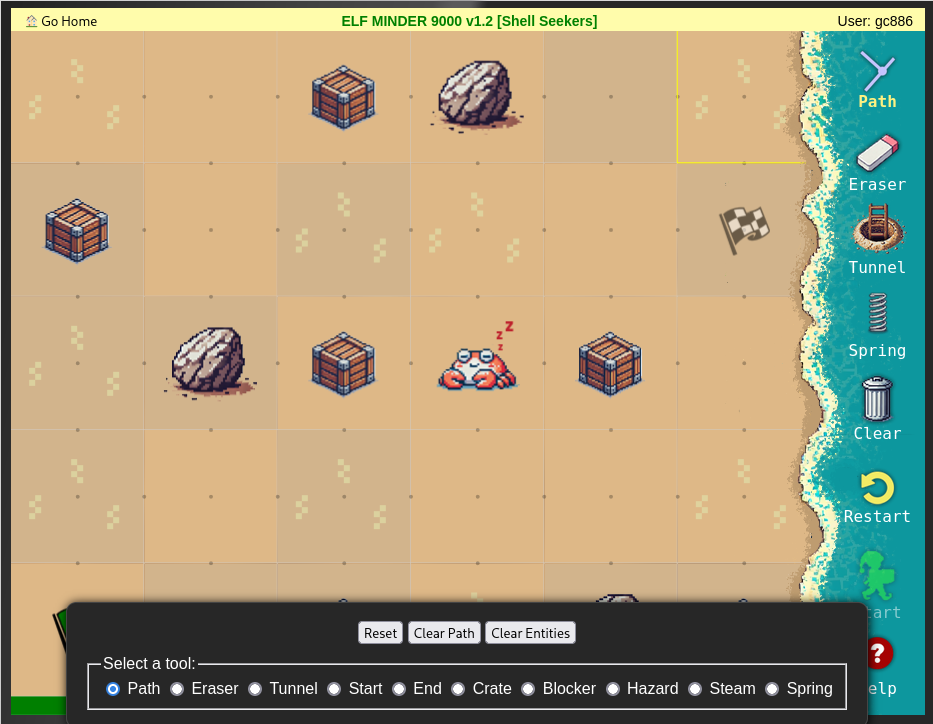 Go Home
ELF MINDER 9000 v1.2 [Shell Seekers]
User: gc886
Path
Eraser
Tunnel
Spring
Clear
Restart
z
z
z
Reset Clear Path Clear Entities
Select a tool:
Path Eraser Tunnel Start End Crate Blocker Hazard Steam Spring
?